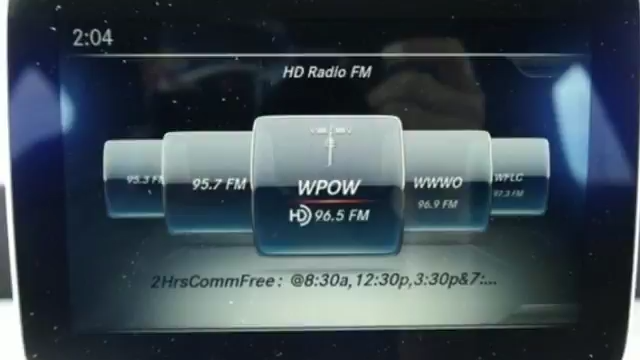 2:04
HD Radio FM
95.3 FM
95.7 FM
WPOW
HD 96.5 FM
WWWO
96.9 FM
WFLC
97.3 FM
2HrsCommFree: @8:30a,12:30p,3:30p&7:...